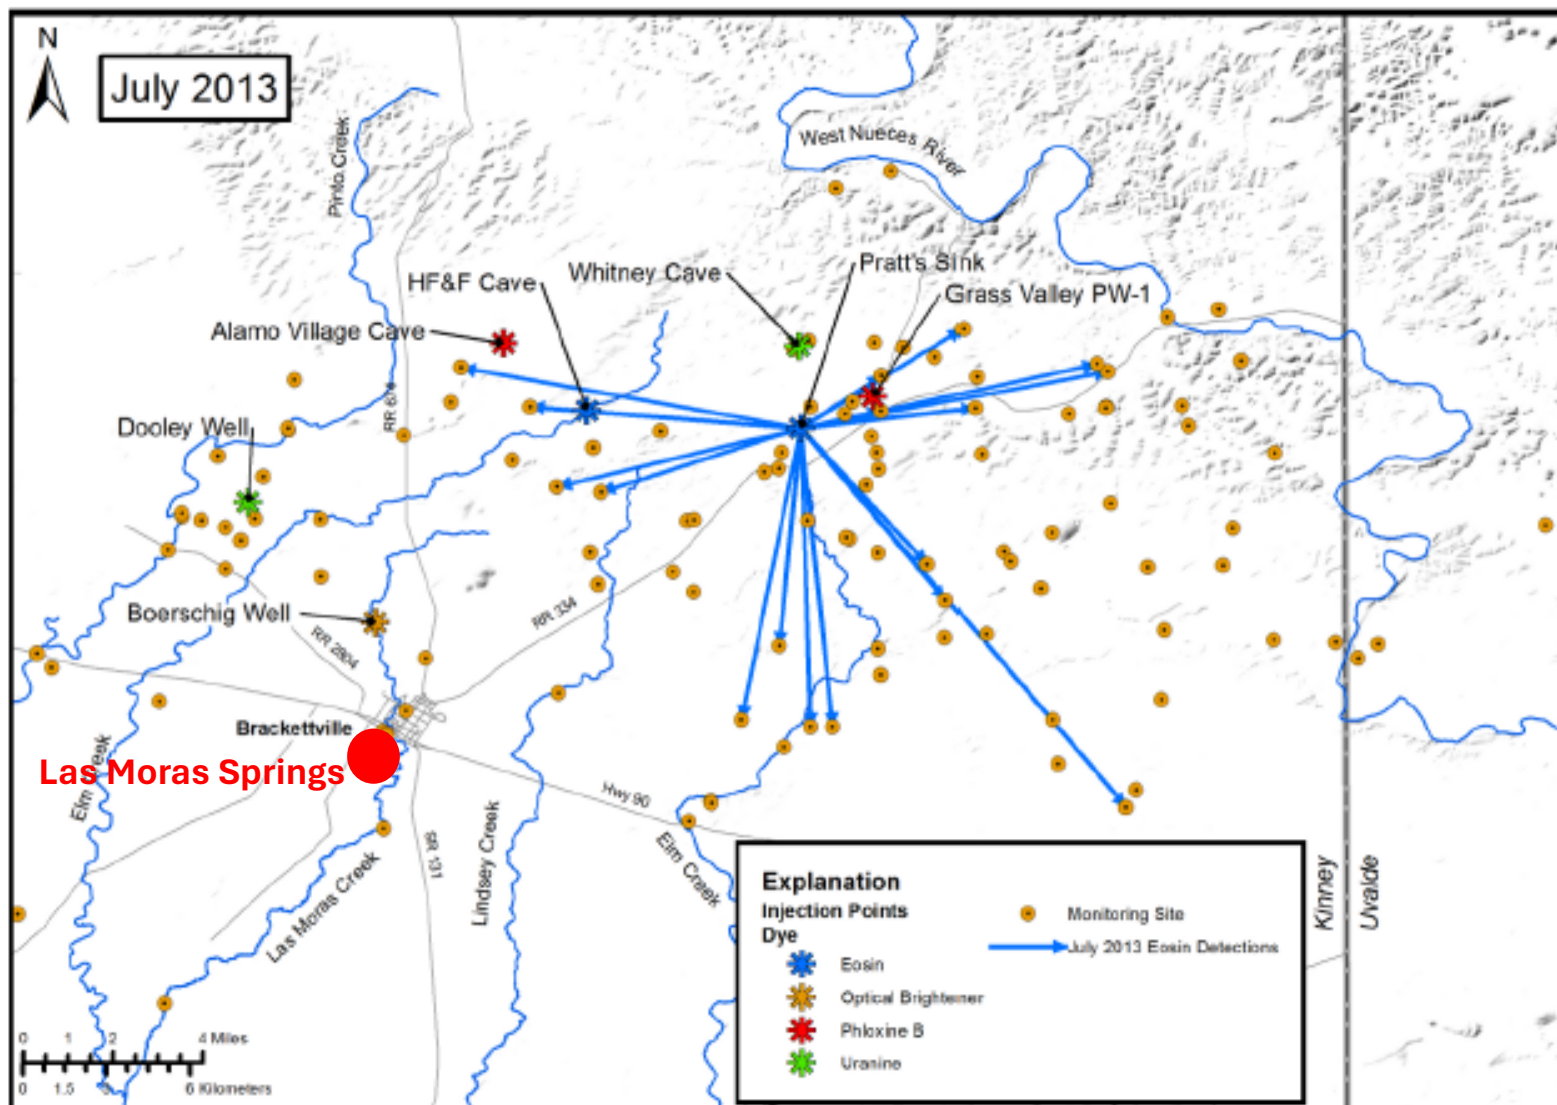 N
July 2013
Pinto Creek
West Nueces River
Whitney Cave
Pratt's Sink
HF&F Cave
Grass Valley PW-1
Alamo Village Cave
RR 674
Dooley Well
Boerschig Well
RR 334
RR 2804
Brackettville
Las Moras Springs
Elm Creek
Hwy 90
SR 131
Lindsey Creek
Elm Creek
Las Moras Creek
Kinney
Uvalde
Explanation
Injection Points
Dye
Eosin
Optical Brightener
Phloxine B
Uranine
Monitoring Site
July 2013 Eosin Detections
0 1 2 4 Miles
0 1.5 6 Kilometers